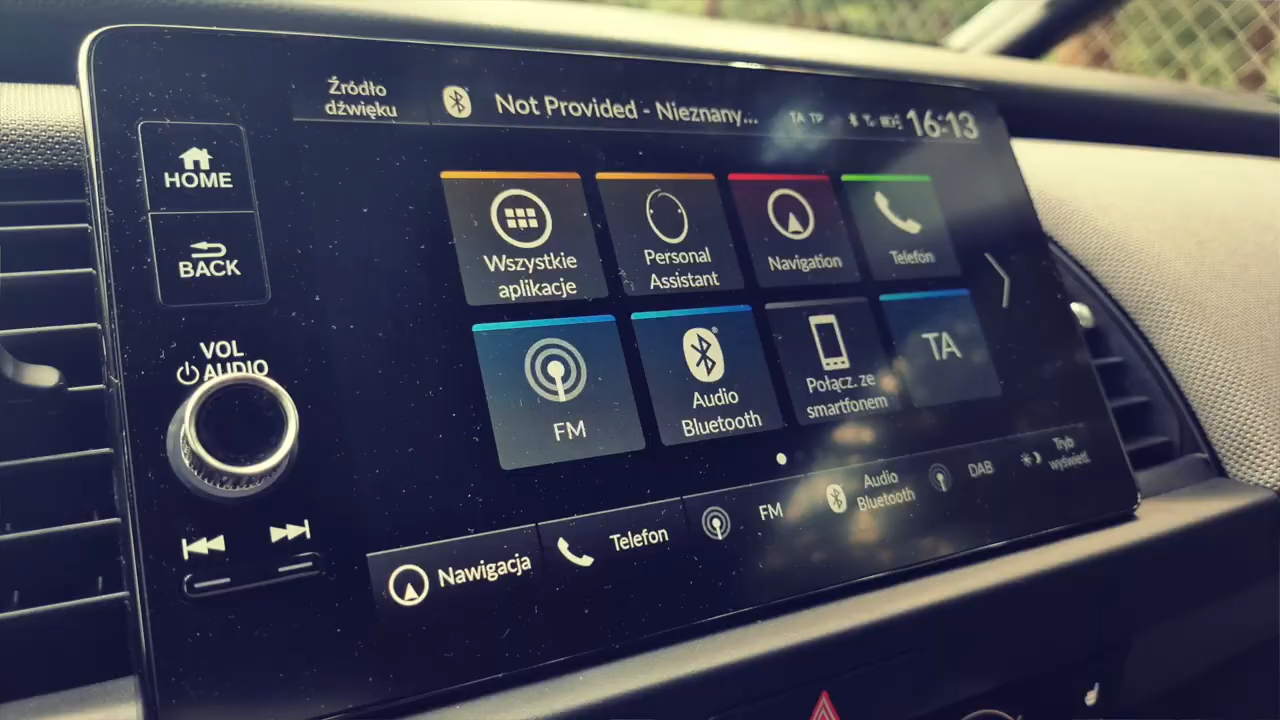 Źródło
dźwięku
Not Provided - Nieznany...
TA TP
16:13
HOME
BACK
VOL
AUDIO
Wszystkie
aplikacje
Personal
Assistant
Navigation
Telefon
FM
Audio
Bluetooth
Połącz. ze
smartfonem
TA
Nawigacja
Telefon
FM
Audio
Bluetooth
DAB
Tryb
wyświetl.